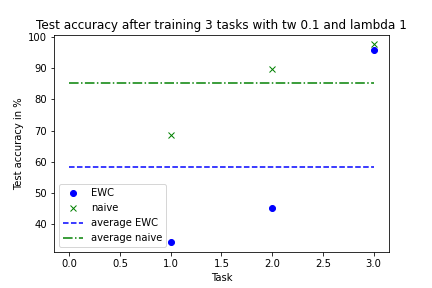 Test accuracy after training 3 tasks with tw 0.1 and lambda 1
100
90
80
70
60
50
40
Test accuracy in %
EWC
naive
average EWC
average naive
0.0 0.5 1.0 1.5 2.0 2.5 3.0
Task